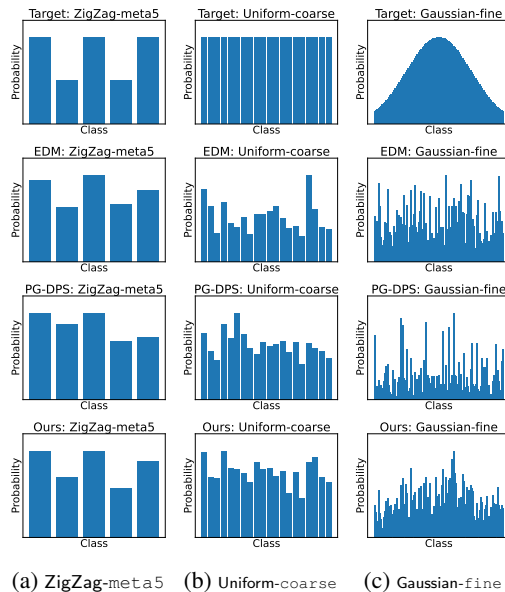 Target: ZigZag-meta5
Probability
Class
Target: Uniform-coarse
Probability
Class
Target: Gaussian-fine
Probability
Class
EDM: ZigZag-meta5
Probability
Class
EDM: Uniform-coarse
Probability
Class
EDM: Gaussian-fine
Probability
Class
PG-DPS: ZigZag-meta5
Probability
Class
PG-DPS: Uniform-coarse
Probability
Class
PG-DPS: Gaussian-fine
Probability
Class
Ours: ZigZag-meta5
Probability
Class
Ours: Uniform-coarse
Probability
Class
Ours: Gaussian-fine
Probability
Class
(a) ZigZag-meta5
(b) Uniform-coarse
(c) Gaussian-fine